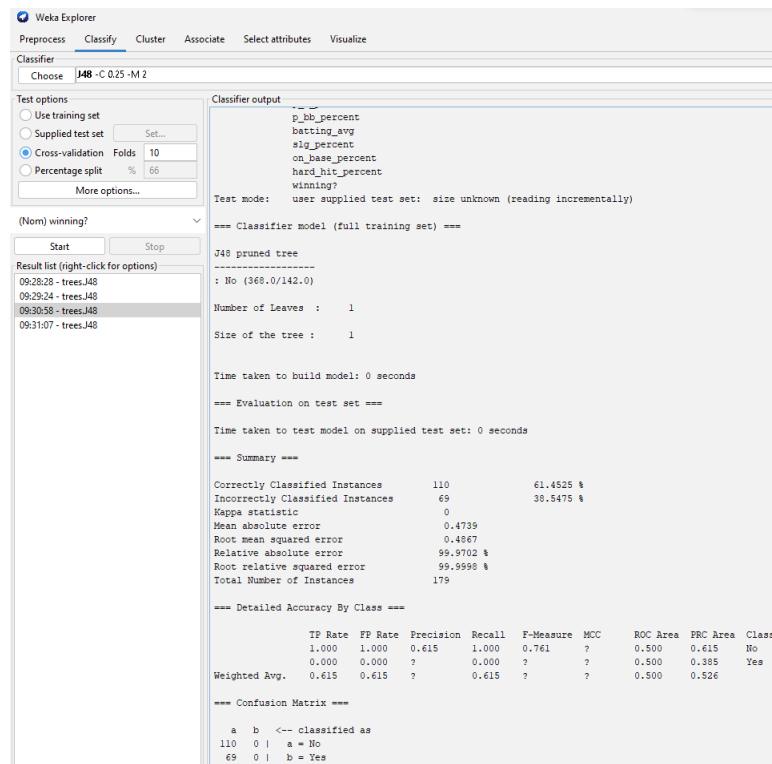 Weka Explorer
Preprocess Classify Cluster Associate Select attributes Visualize
Classifier
Choose J48 -C 0.25 -M 2
Test options
Use training set
Supplied test set Set...
Cross-validation Folds 10
Percentage split % 66
More options...
(Nom) winning?
Start Stop
Result list (right-click for options)
09:28:28 - trees.J48
09:29:24 - trees.J48
09:30:58 - trees.J48
09:31:07 - trees.J48
Classifier output
p_bb_percent
batting_avg
slg_percent
on_base_percent
hard_hit_percent
winning?
Test mode: user supplied test set: size unknown (reading incrementally)
=== Classifier model (full training set) ===
J48 pruned tree
------------------
: No (368.0/142.0)
Number of Leaves : 1
Size of the tree : 1
Time taken to build model: 0 seconds
=== Evaluation on test set ===
Time taken to test model on supplied test set: 0 seconds
=== Summary ===
Correctly Classified Instances 110 61.4525 %
Incorrectly Classified Instances 69 38.5475 %
Kappa statistic 0
Mean absolute error 0.4739
Root mean squared error 0.4867
Relative absolute error 99.9702 %
Root relative squared error 99.9998 %
Total Number of Instances 179
=== Detailed Accuracy By Class ===
TP Rate FP Rate Precision Recall F-Measure MCC ROC Area PRC Area Class
1.000 1.000 0.615 1.000 0.761 ? 0.500 0.615 No
0.000 0.000 ? 0.000 ? ? 0.500 0.385 Yes
Weighted Avg. 0.615 0.615 ? 0.615 ? ? 0.500 0.526
=== Confusion Matrix ===
a b <-- classified as
110 0 | a = No
69 0 | b = Yes